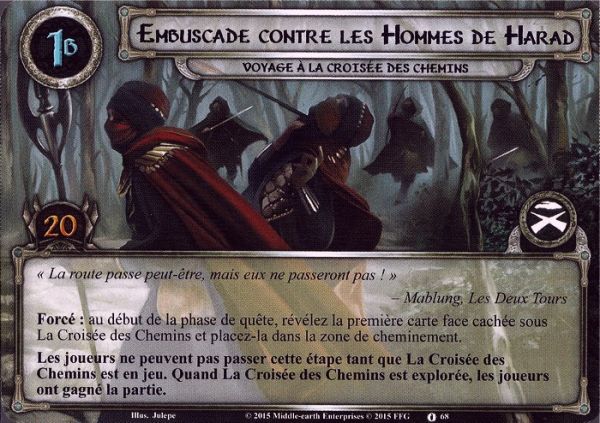 1B
EMBUSCADE CONTRE LES HOMMES DE HARAD
VOYAGE À LA CROISÉE DES CHEMINS
20
« La route passe peut-être, mais eux ne passeront pas ! »
– Mablung, Les Deux Tours
Forcé : au début de la phase de quête, révélez la première carte face cachée sous
La Croisée des Chemins et placez-la dans la zone de cheminement.
Les joueurs ne peuvent pas passer cette étape tant que La Croisée des
Chemins est en jeu. Quand La Croisée des Chemins est explorée, les joueurs
ont gagné la partie.
Illus. Julepe © 2015 Middle-earth Enterprises © 2015 FFG 68